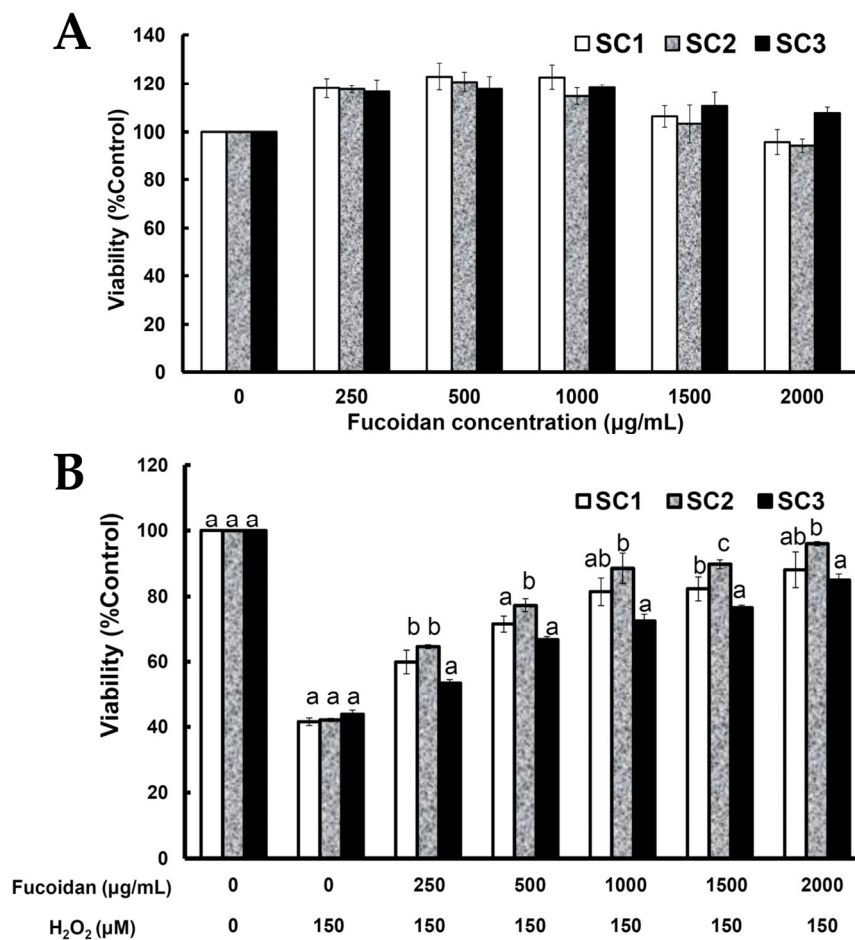 A
140
120
100
80
60
40
20
0
Viability (%Control)
SC1 SC2 SC3
0 250 500 1000 1500 2000
Fucoidan concentration (µg/mL)
B
120
100
80
60
40
20
0
Viability (%Control)
SC1 SC2 SC3
a a a
a a a
b b a
a b a
ab b a
b c a
ab b a
Fucoidan (µg/mL) 0 0 250 500 1000 1500 2000
H₂O₂ (µM) 0 150 150 150 150 150 150